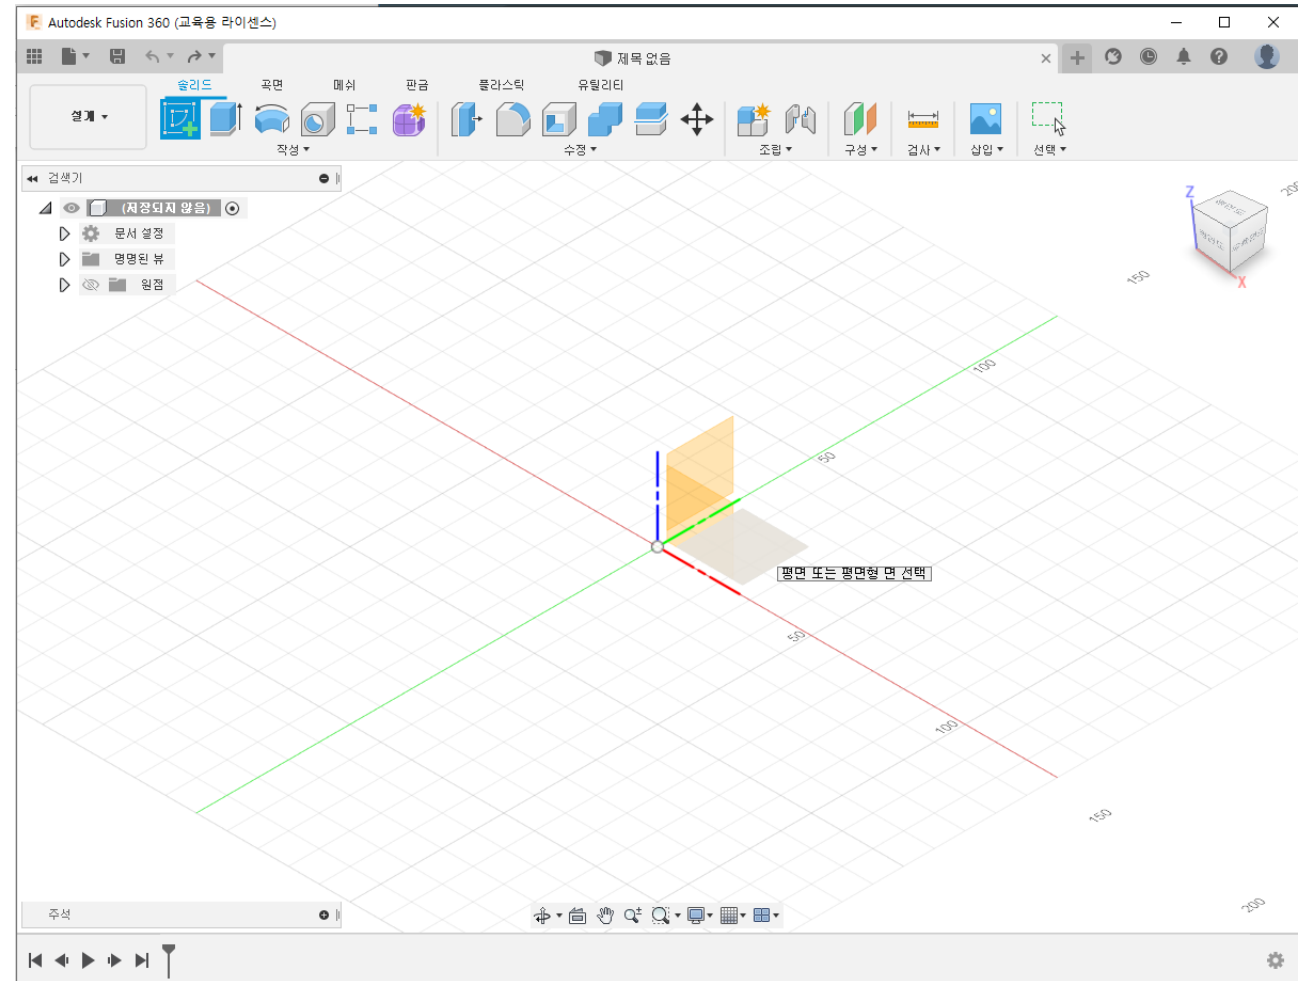 Autodesk Fusion 360 (교육용 라이센스)
제목 없음
솔리드 곡면 메쉬 판금 플라스틱 유틸리티
설계
작성 수정 조립 구성 검사 삽입 선택
검색기
(저장되지 않음)
문서 설정
명명된 뷰
원점
Z
X
200
150
100
50
평면 또는 평면형 면 선택
50
100
150
200
주석